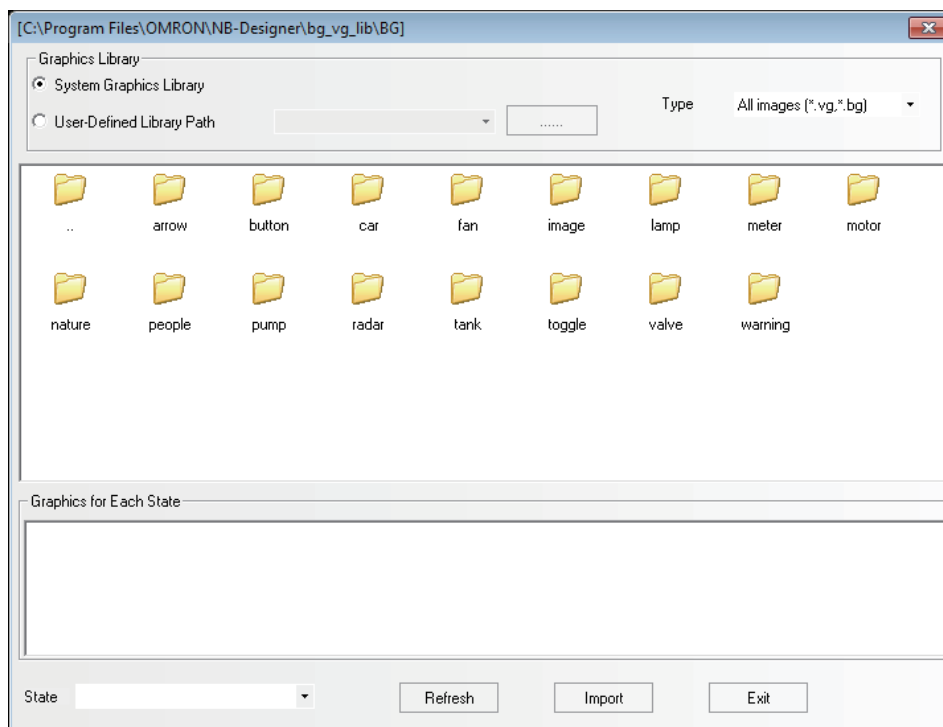 [C:\Program Files\OMRON\NB-Designer\bg_vg_lib\BG]
Graphics Library
System Graphics Library
User-Defined Library Path
......
Type
All images (*.vg,*.bg)
..
arrow
button
car
fan
image
lamp
meter
motor
nature
people
pump
radar
tank
toggle
valve
warning
Graphics for Each State
State
Refresh
Import
Exit